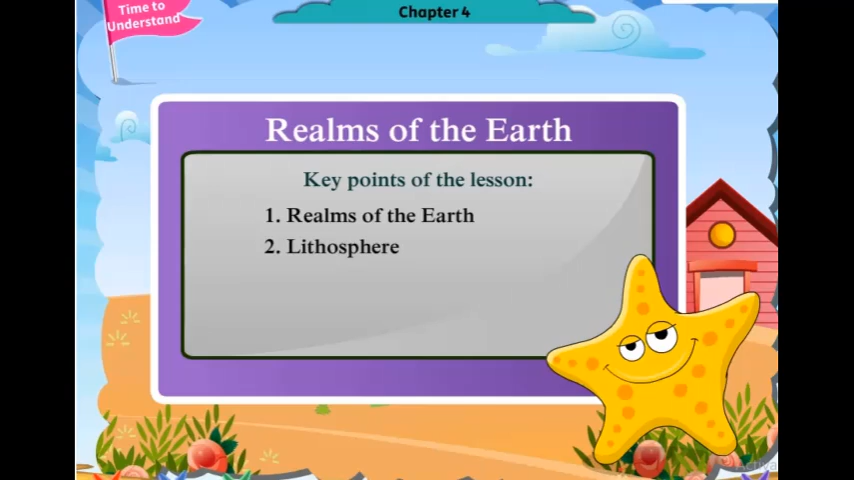 Time to
Understand
Chapter 4
Realms of the Earth
Key points of the lesson:
1. Realms of the Earth
2. Lithosphere